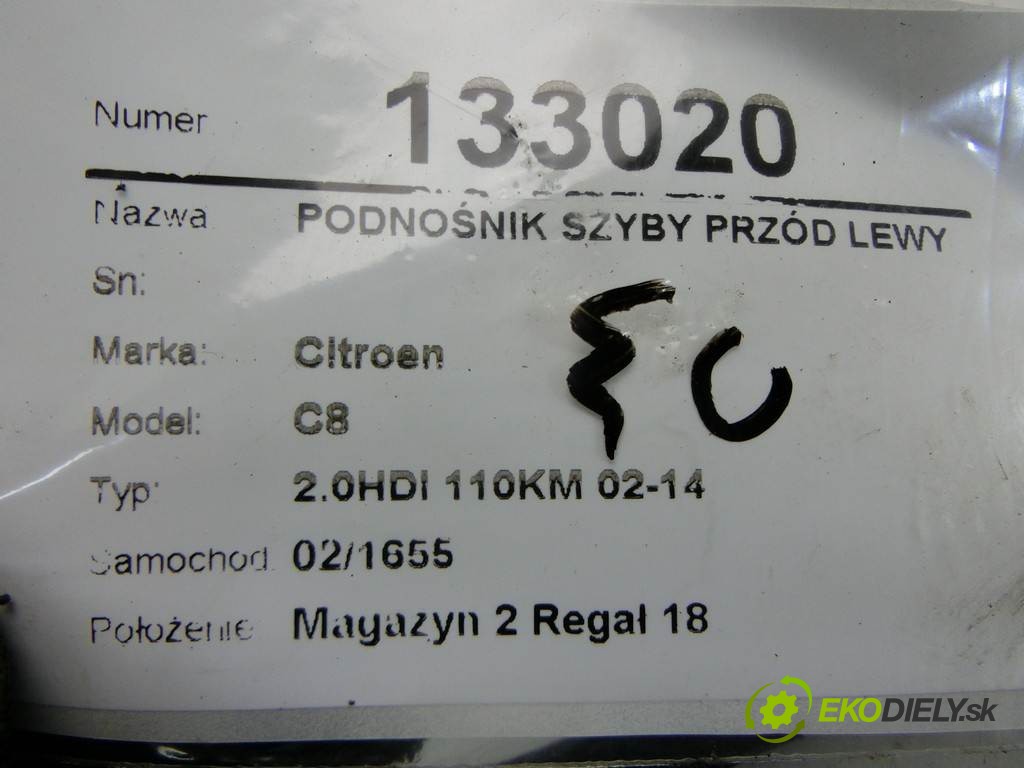 Numer 133020
Nazwa PODNOŚNIK SZYBY PRZÓD LEWY
Sn:
Marka: Citroen
Model: C8
Typ: 2.0HDI 110KM 02-14
Samochod 02/1655
Położenie Magazyn 2 Regał 18
EKODIELY.sk